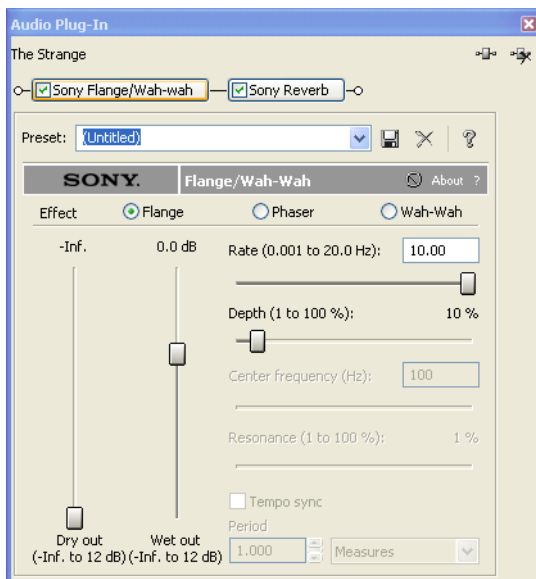 Audio Plug-In
The Strange
Sony Flange/Wah-wah Sony Reverb
Preset: (Untitled) ?
SONY. Flange/Wah-Wah About ?
Effect Flange Phaser Wah-Wah
-Inf. 0.0 dB Rate (0.001 to 20.0 Hz): 10.00
Depth (1 to 100 %): 10 %
Center frequency (Hz): 100
Resonance (1 to 100 %): 1 %
Tempo sync
Dry out Wet out Period
(-Inf. to 12 dB) (-Inf. to 12 dB) 1.000 Measures